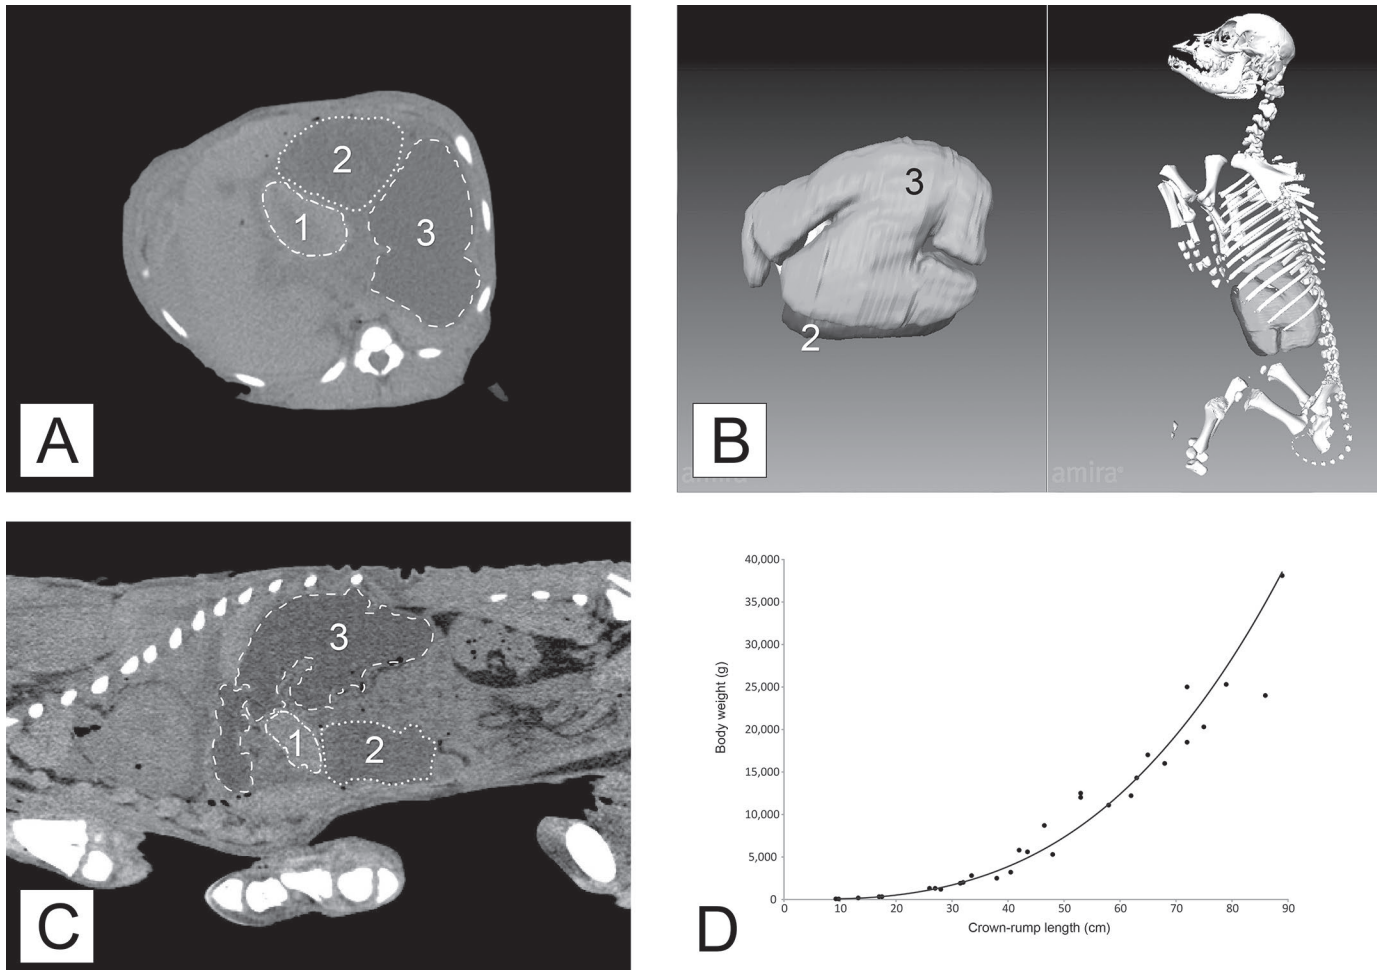 2
1
3
A
3
2
B
amira
amira®
3
1
2
C
40,000
35,000
30,000
25,000
20,000
15,000
10,000
5,000
0
0 10 20 30 40 50 60 70 80 90
Body weight (g)
Crown-rump length (cm)
D